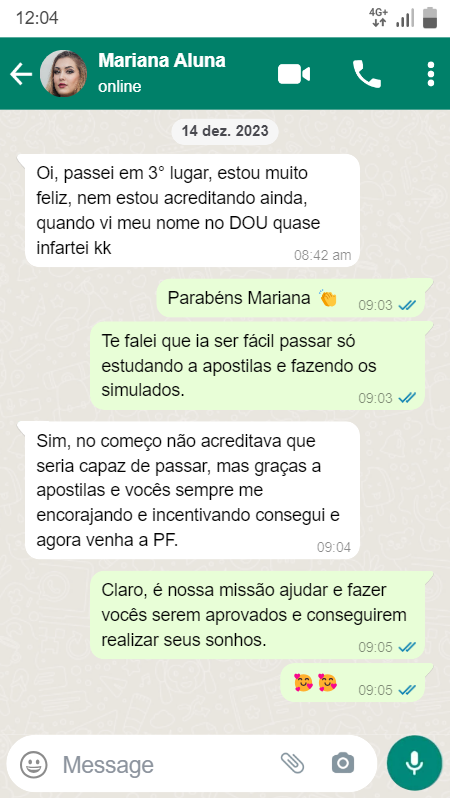 12:04
4G+
Mariana Aluna
online
14 dez. 2023
Oi, passei em 3° lugar, estou muito
feliz, nem estou acreditando ainda,
quando vi meu nome no DOU quase
infartei kk
08:42 am
Parabéns Mariana 👏
09:03
Te falei que ia ser fácil passar só
estudando a apostilas e fazendo os
simulados.
09:03
Sim, no começo não acreditava que
seria capaz de passar, mas graças a
apostilas e vocês sempre me
encorajando e incentivando consegui e
agora venha a PF.
09:04
Claro, é nossa missão ajudar e fazer
vocês serem aprovados e conseguirem
realizar seus sonhos.
09:05
🥰🥰
09:05
Message